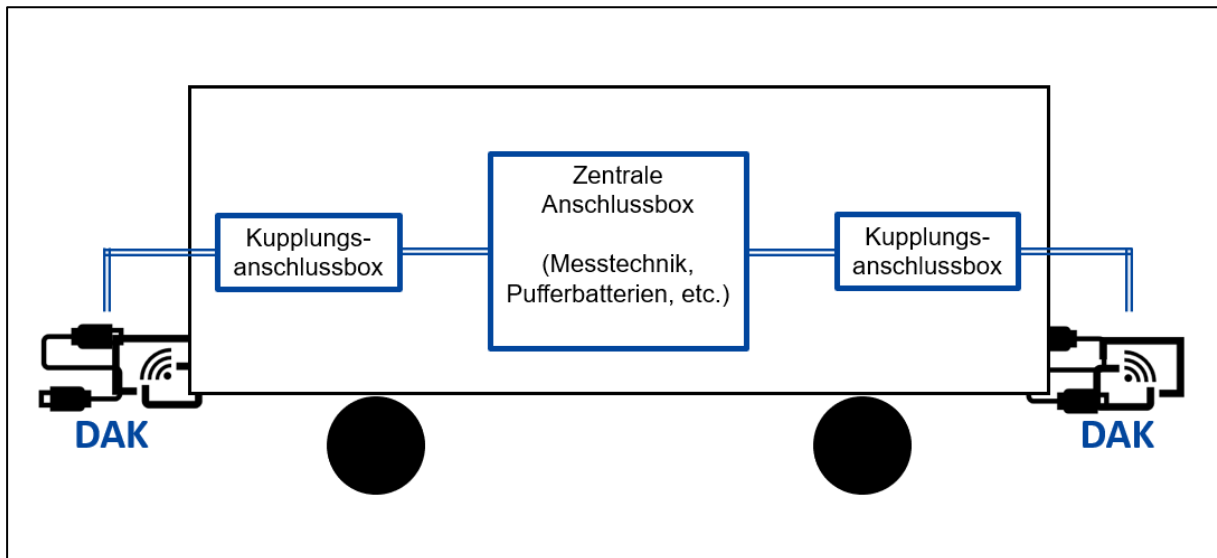 Zentrale
Anschlussbox
(Messtechnik,
Pufferbatterien, etc.)
Kupplungs-
anschlussbox
Kupplungs-
anschlussbox
DAK
DAK